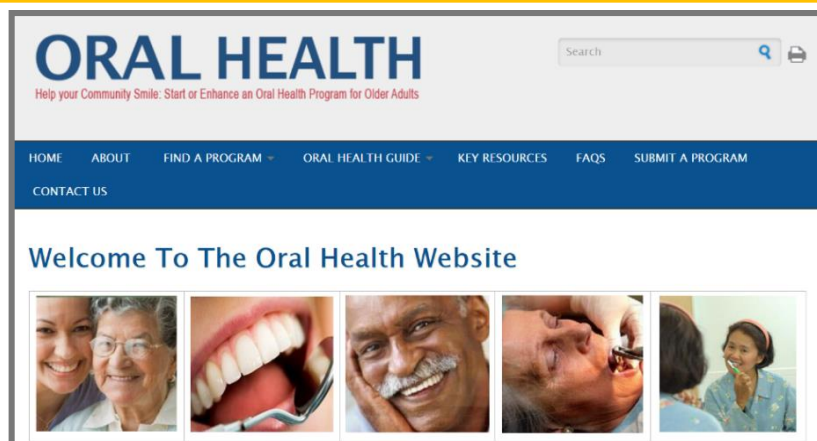 ORAL HEALTH
Help your Community Smile: Start or Enhance an Oral Health Program for Older Adults
Search
HOME ABOUT FIND A PROGRAM ORAL HEALTH GUIDE KEY RESOURCES FAQS SUBMIT A PROGRAM
CONTACT US
Welcome To The Oral Health Website